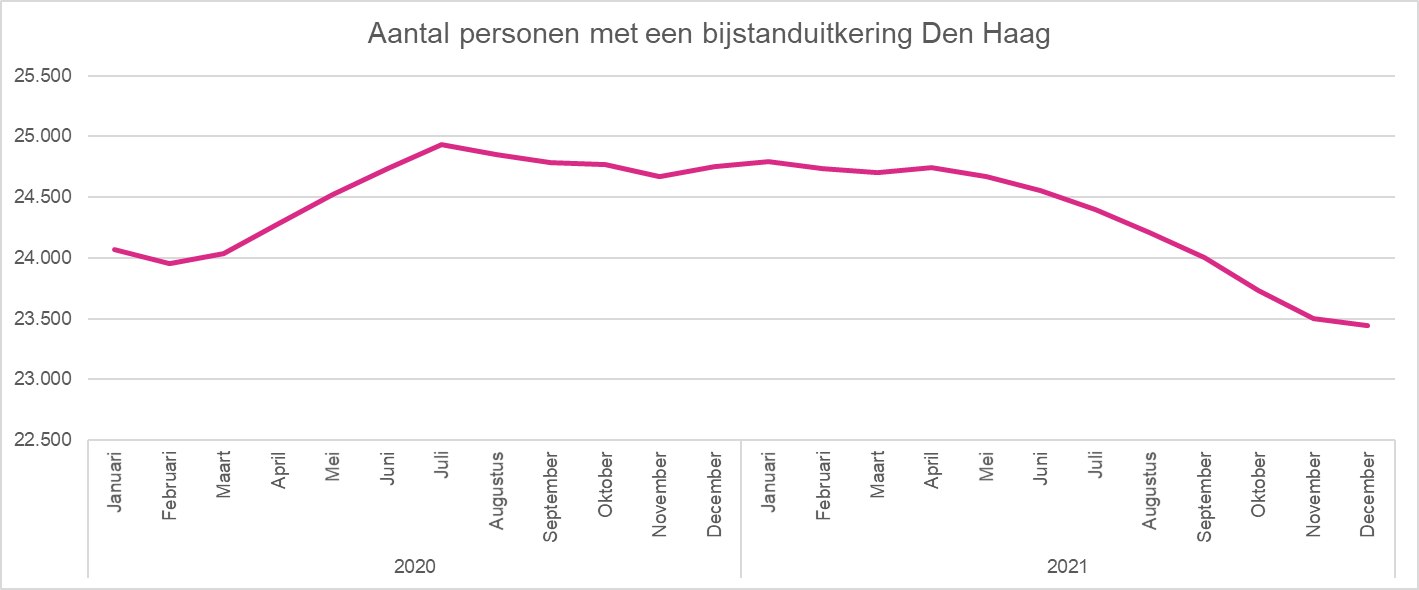 Aantal personen met een bijstanduitkering Den Haag
25.500
25.000
24.500
24.000
23.500
23.000
22.500
Januari
Februari
Maart
April
Mei
Juni
Juli
Augustus
September
Oktober
November
December
Januari
Februari
Maart
April
Mei
Juni
Juli
Augustus
September
Oktober
November
December
2020
2021